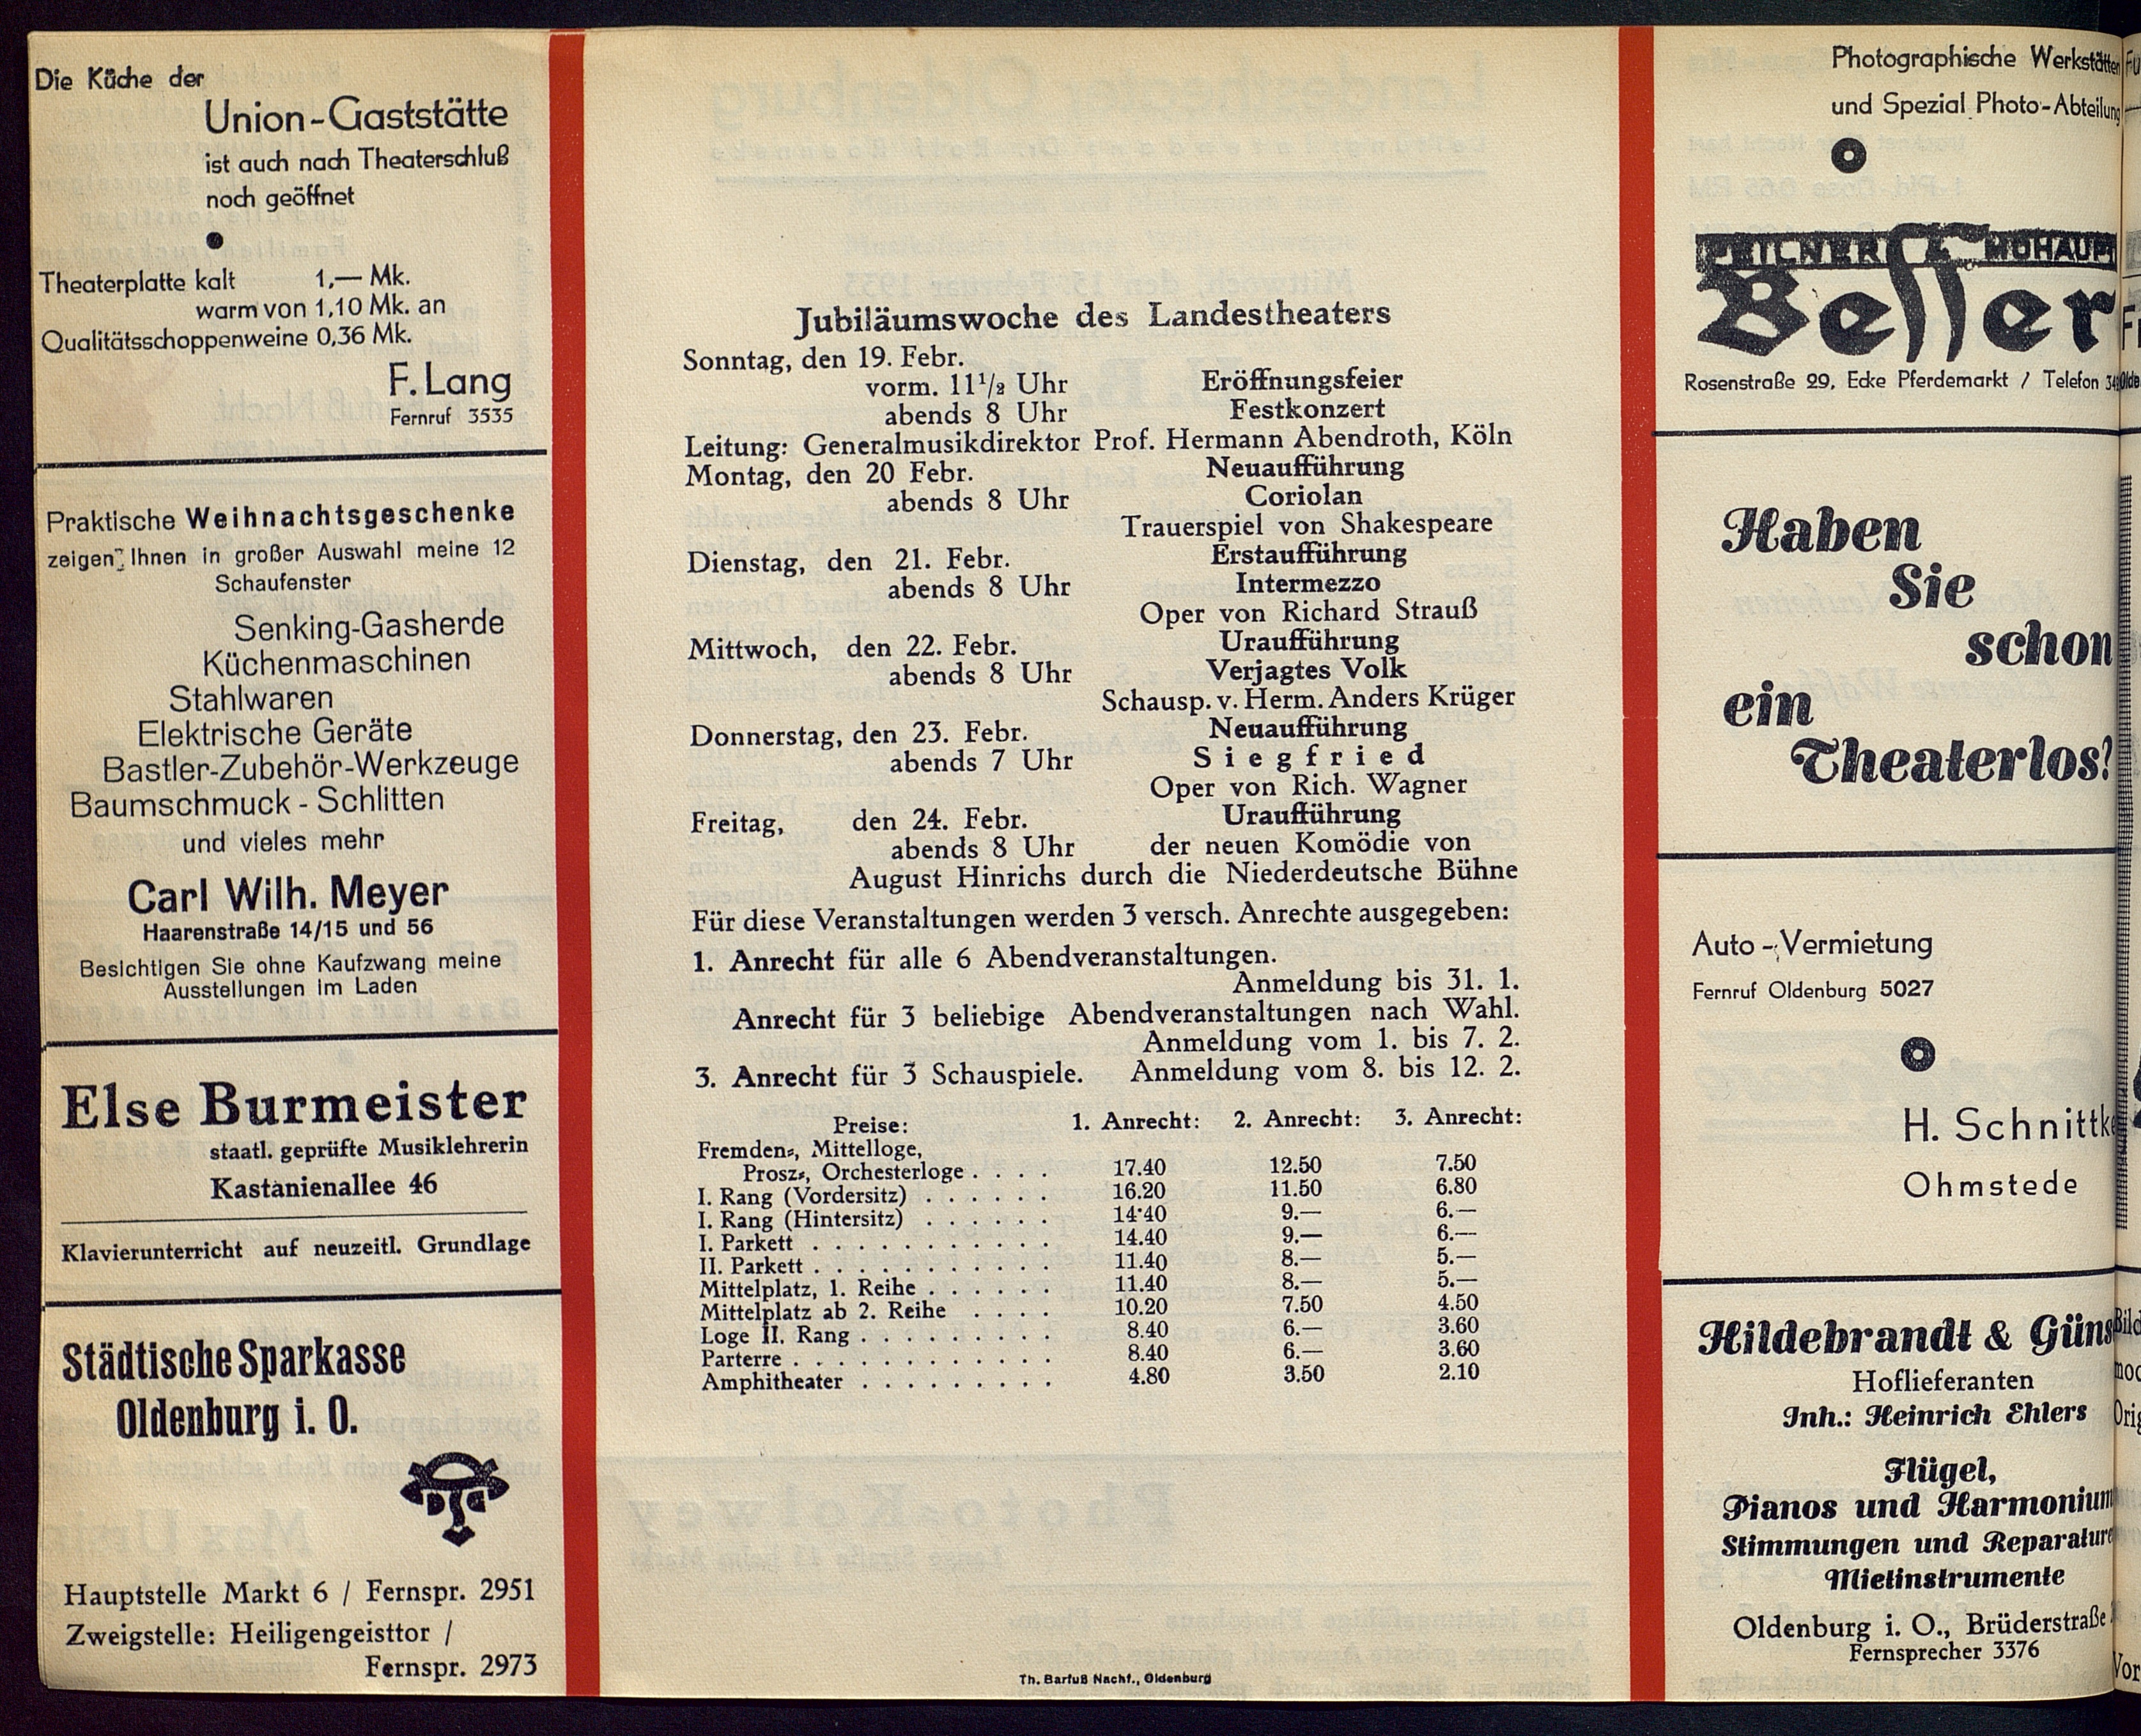 Die Küche der
Union-Gaststätte
ist auch nach Theaterschluß
noch geöffnet
Theaterplatte kalt 1,— Mk.
warm von 1,10 Mk. an
Qualitätsschoppenweine 0,36 Mk.
F. Lang
Fernruf 3535
Praktische Weihnachtsgeschenke
zeigen Ihnen in großer Auswahl meine 12
Schaufenster
Senking-Gasherde
Küchenmaschinen
Stahlwaren
Elektrische Geräte
Bastler-Zubehör-Werkzeuge
Baumschmuck - Schlitten
und vieles mehr
Carl Wilh. Meyer
Haarenstraße 14/15 und 56
Besichtigen Sie ohne Kaufzwang meine
Ausstellungen im Laden
Else Burmeister
staatl. geprüfte Musiklehrerin
Kastanienallee 46
Klavierunterricht auf neuzeitl. Grundlage
Städtische Sparkasse
Oldenburg i. O.
Hauptstelle Markt 6 / Fernspr. 2951
Zweigstelle: Heiligengeisttor /
Fernspr. 2973
Jubiläumswoche des Landestheaters
Sonntag, den 19. Febr.
vorm. 11¹/₂ Uhr Eröffnungsfeier
abends 8 Uhr Festkonzert
Leitung: Generalmusikdirektor Prof. Hermann Abendroth, Köln
Montag, den 20 Febr. Neuaufführung
abends 8 Uhr Coriolan
Trauerspiel von Shakespeare
Dienstag, den 21. Febr. Erstaufführung
abends 8 Uhr Intermezzo
Oper von Richard Strauß
Mittwoch, den 22. Febr. Uraufführung
abends 8 Uhr Verjagtes Volk
Schausp. v. Herm. Anders Krüger
Donnerstag, den 23. Febr. Neuaufführung
abends 7 Uhr Siegfried
Oper von Rich. Wagner
Freitag, den 24. Febr. Uraufführung
abends 8 Uhr der neuen Komödie von
August Hinrichs durch die Niederdeutsche Bühne
Für diese Veranstaltungen werden 3 versch. Anrechte ausgegeben:
1. Anrecht für alle 6 Abendveranstaltungen.
Anmeldung bis 31. 1.
Anrecht für 3 beliebige Abendveranstaltungen nach Wahl.
Anmeldung vom 1. bis 7. 2.
3. Anrecht für 3 Schauspiele. Anmeldung vom 8. bis 12. 2.
Preise: 1. Anrecht: 2. Anrecht: 3. Anrecht:
Fremden-, Mittelloge,
Prosz-, Orchesterloge . . . . 17.40 12.50 7.50
I. Rang (Vordersitz) . . . . . . 16.20 11.50 6.80
I. Rang (Hintersitz) . . . . . . 14·40 9.— 6.—
I. Parkett . . . . . . . . . . . 14.40 9.— 6.—
II. Parkett . . . . . . . . . . . 11.40 8.— 5.—
Mittelplatz, 1. Reihe . . . . . . 11.40 8.— 5.—
Mittelplatz ab 2. Reihe . . . . 10.20 7.50 4.50
Loge II. Rang . . . . . . . . . 8.40 6.— 3.60
Parterre . . . . . . . . . . . . 8.40 6.— 3.60
Amphitheater . . . . . . . . . 4.80 3.50 2.10
Th. Barfuß Nachf., Oldenburg
Photographische Werkstätten
und Spezial Photo-Abteilung
PEILNER & MOHAUPT
Besser
Rosenstraße 29, Ecke Pferdemarkt / Telefon
Haben
Sie
schon
ein
Theaterlos?
Auto - Vermietung
Fernruf Oldenburg 5027
H. Schnittk
Ohmstede
Hildebrandt & Güns
Hoflieferanten
Inh.: Heinrich Ehlers
Flügel,
Pianos und Harmonium
Stimmungen und Reparature
Mietinstrumente
Oldenburg i. O., Brüderstraße
Fernsprecher 3376